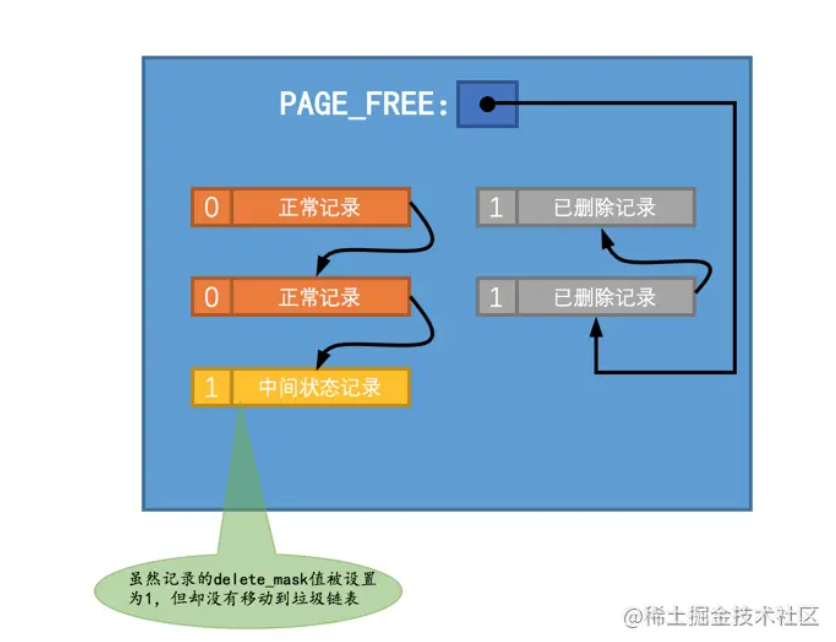 PAGE_FREE:
0 正常记录
1 已删除记录
0 正常记录
1 已删除记录
1 中间状态记录
虽然记录的delete_mask值被设置
为1，但却没有移动到垃圾链表
@稀土掘金技术社区